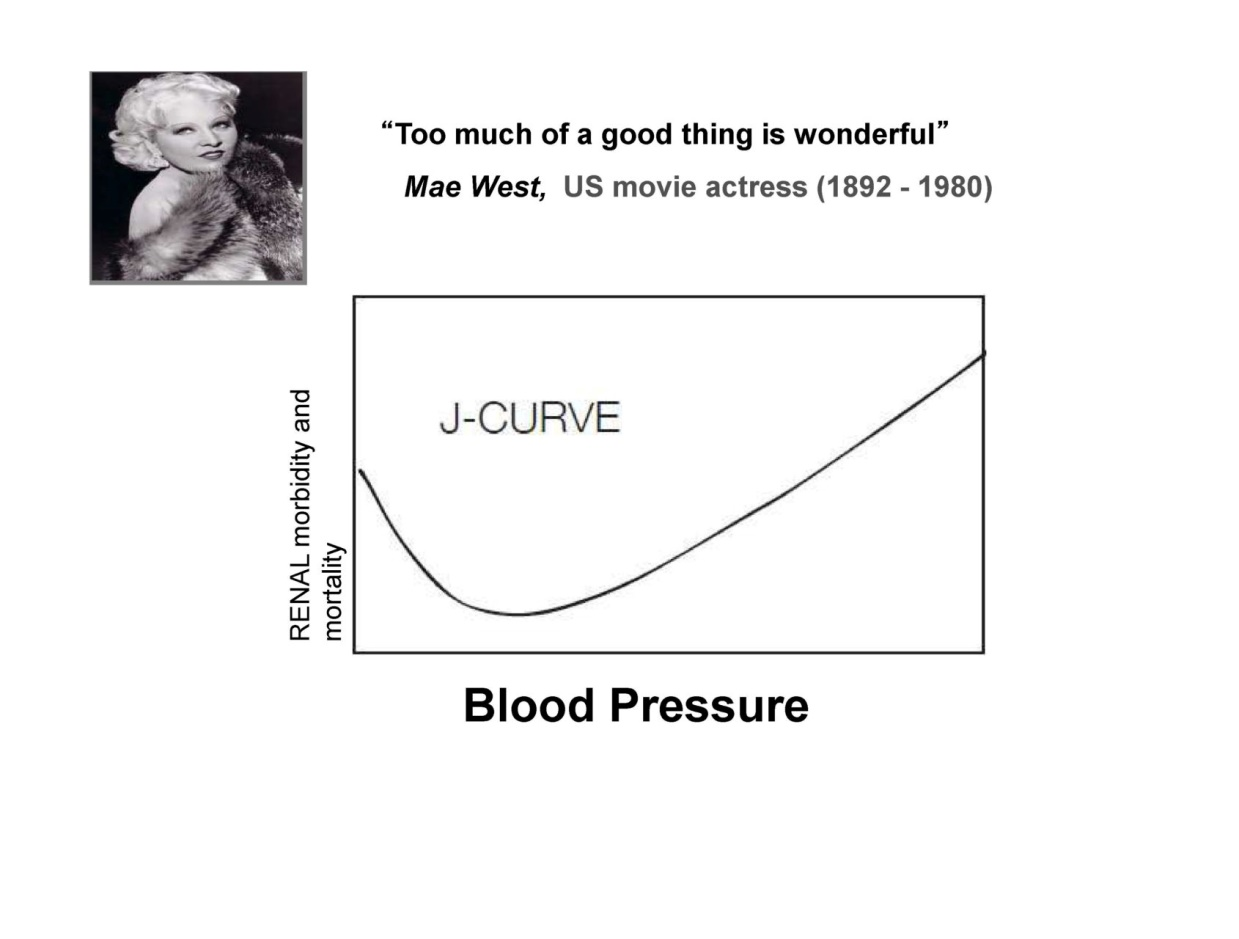 “Too much of a good thing is wonderful”
Mae West, US movie actress (1892 - 1980)
J-CURVE
RENAL morbidity and
mortality
Blood Pressure